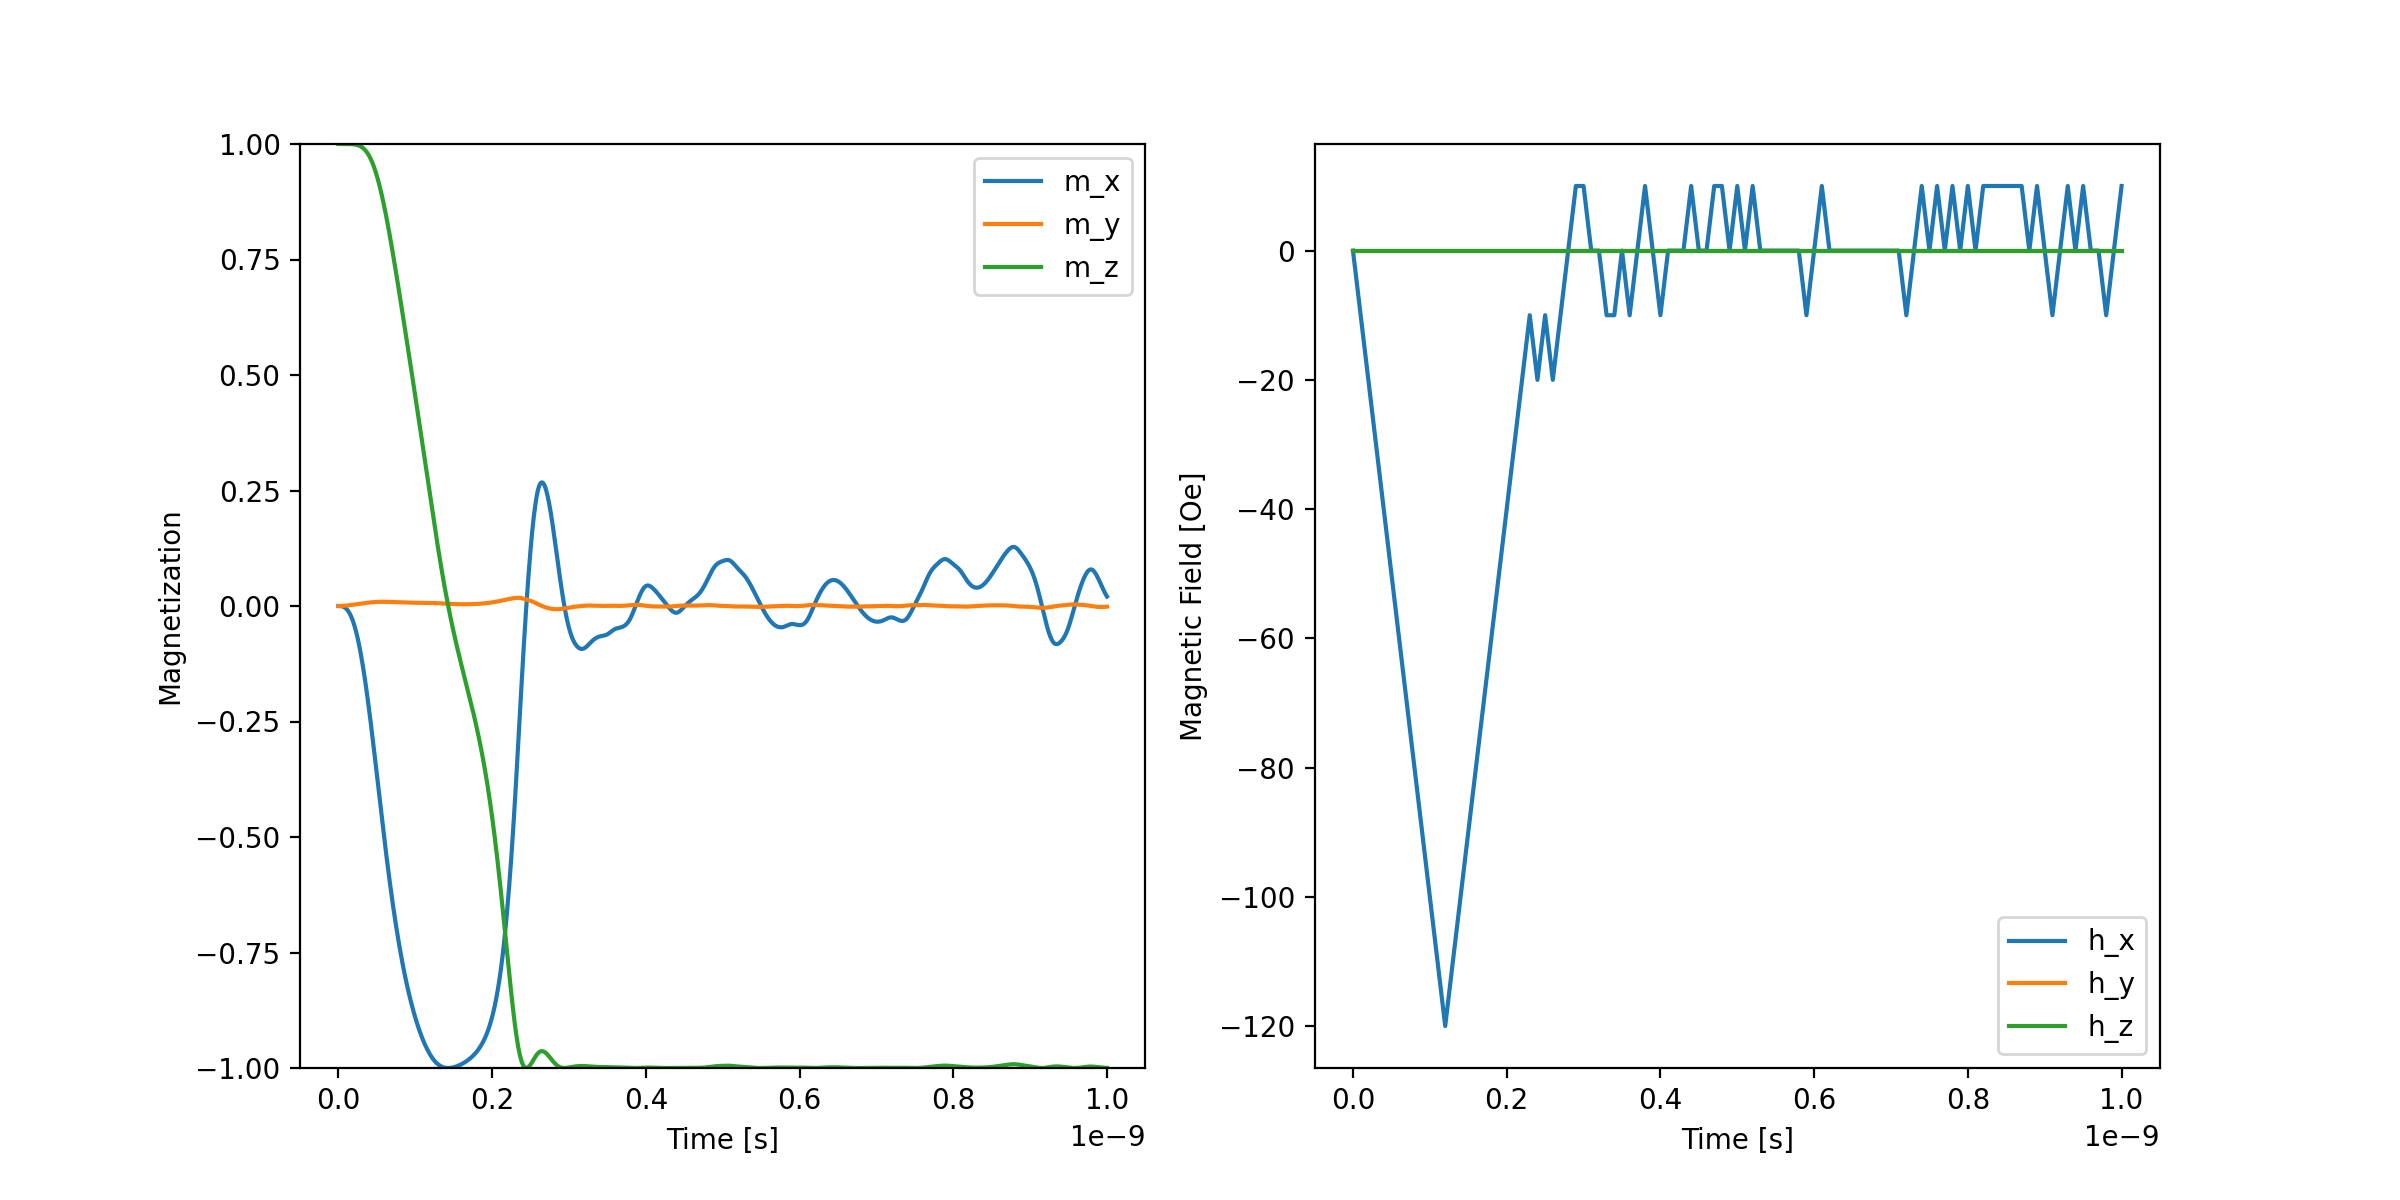 1.00
0.75
0.50
0.25
0.00
−0.25
−0.50
−0.75
−1.00
Magnetization
0.0 0.2 0.4 0.6 0.8 1.0
1e−9
Time [s]
m_x
m_y
m_z
0
−20
−40
−60
−80
−100
−120
Magnetic Field [Oe]
0.0 0.2 0.4 0.6 0.8 1.0
1e−9
Time [s]
h_x
h_y
h_z